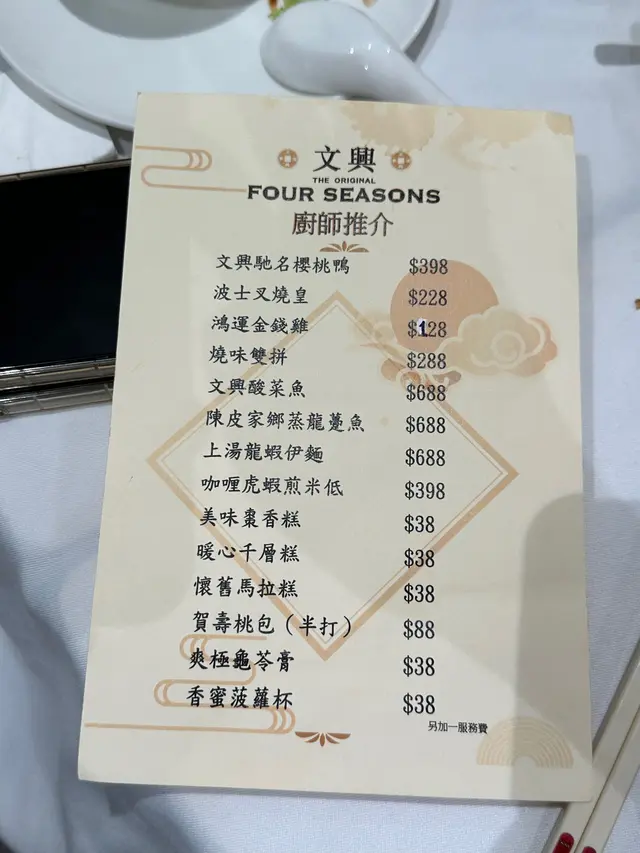 文興
THE ORIGINAL
FOUR SEASONS
廚師推介
文興馳名櫻桃鴨 $398
波士叉燒皇 $228
鴻運金錢雞 $128
燒味雙拼 $288
文興酸菜魚 $688
陳皮家鄉蒸龍躉魚 $688
上湯龍蝦伊麵 $688
咖喱虎蝦煎米低 $398
美味棗香糕 $38
暖心千層糕 $38
懷舊馬拉糕 $38
賀壽桃包(半打) $88
爽極龜苓膏 $38
香蜜菠蘿杯 $38
另加一服務費